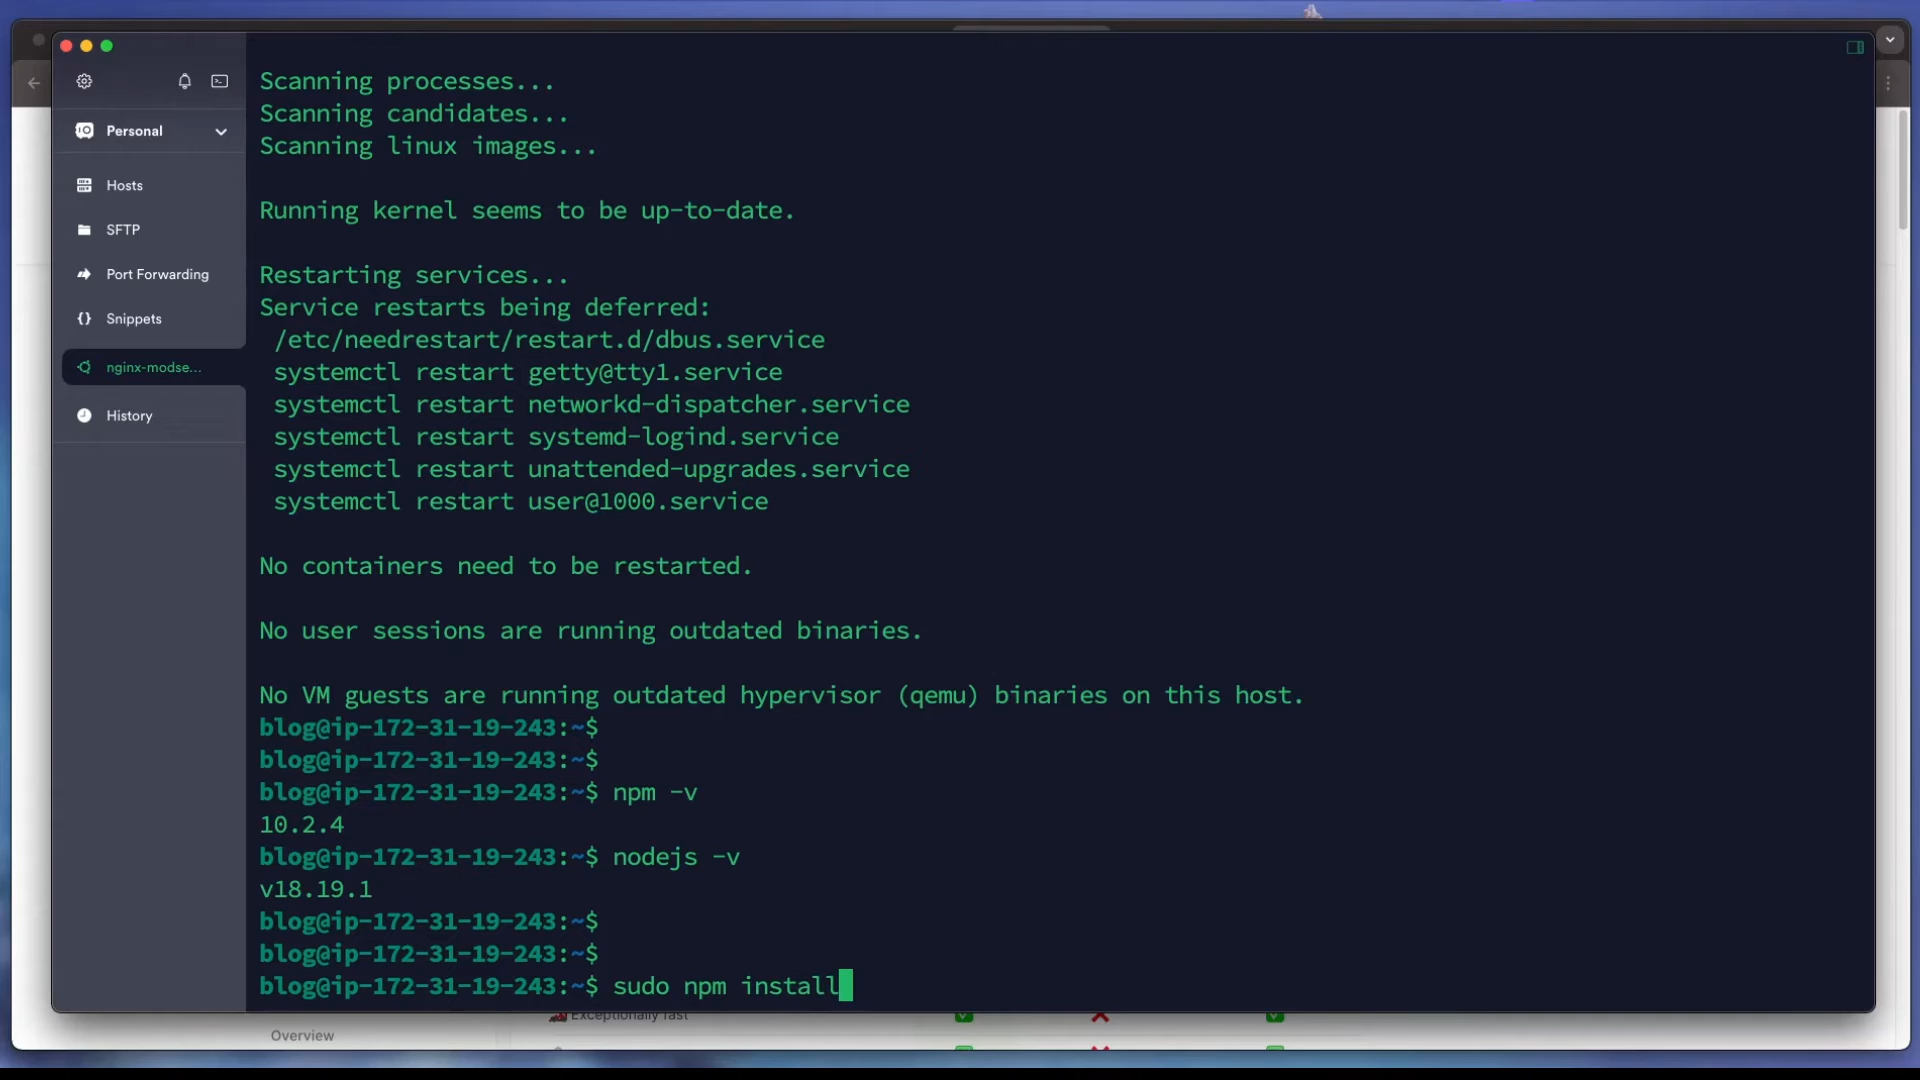 Personal
Hosts
SFTP
Port Forwarding
Snippets
nginx-modse...
History
Scanning processes...
Scanning candidates...
Scanning linux images...
Running kernel seems to be up-to-date.
Restarting services...
Service restarts being deferred:
/etc/needrestart/restart.d/dbus.service
systemctl restart getty@tty1.service
systemctl restart networkd-dispatcher.service
systemctl restart systemd-logind.service
systemctl restart unattended-upgrades.service
systemctl restart user@1000.service
No containers need to be restarted.
No user sessions are running outdated binaries.
No VM guests are running outdated hypervisor (qemu) binaries on this host.
blog@ip-172-31-19-243:~$
blog@ip-172-31-19-243:~$
blog@ip-172-31-19-243:~$ npm -v
10.2.4
blog@ip-172-31-19-243:~$ nodejs -v
v18.19.1
blog@ip-172-31-19-243:~$
blog@ip-172-31-19-243:~$
blog@ip-172-31-19-243:~$ sudo npm install
Exceptionally fast
Overview